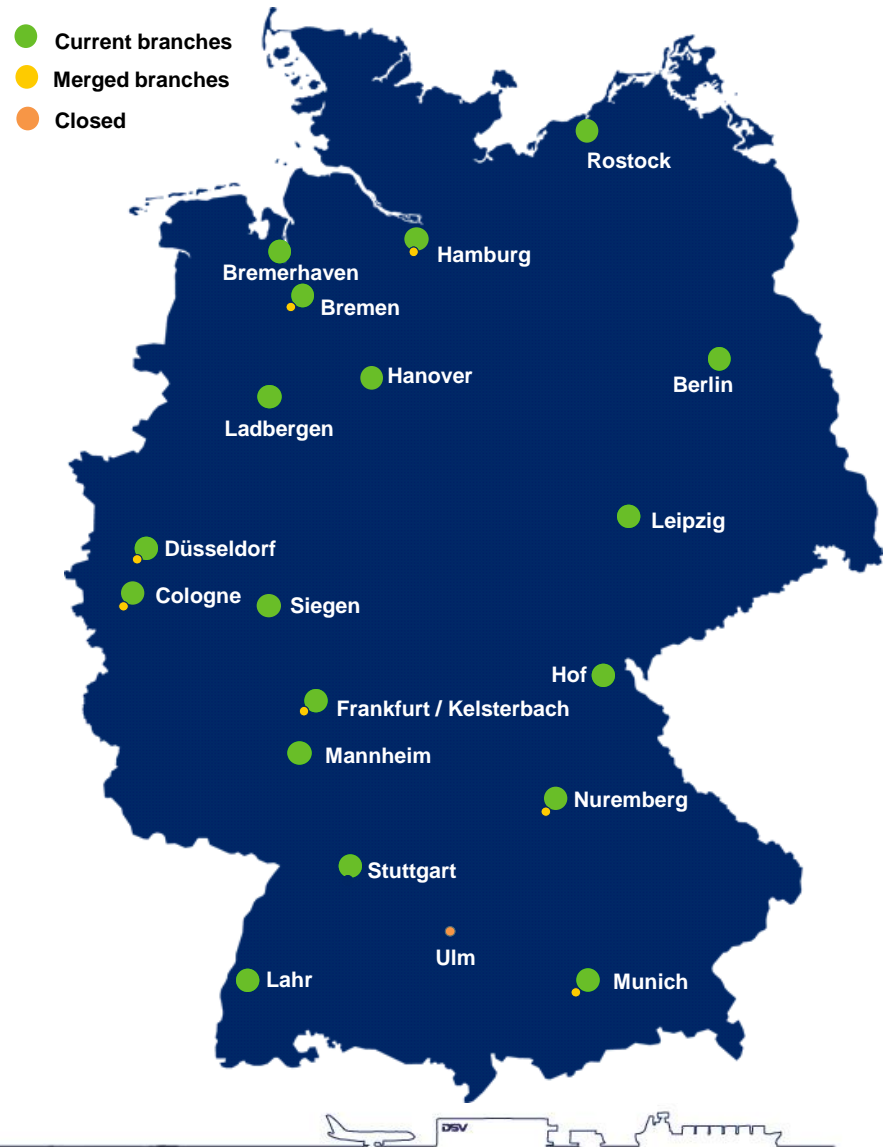 Current branches
Merged branches
Closed
Rostock
Hamburg
Bremerhaven
Bremen
Hanover
Berlin
Ladbergen
Leipzig
Düsseldorf
Cologne
Siegen
Hof
Frankfurt / Kelsterbach
Mannheim
Nuremberg
Stuttgart
Ulm
Lahr
Munich
DSV